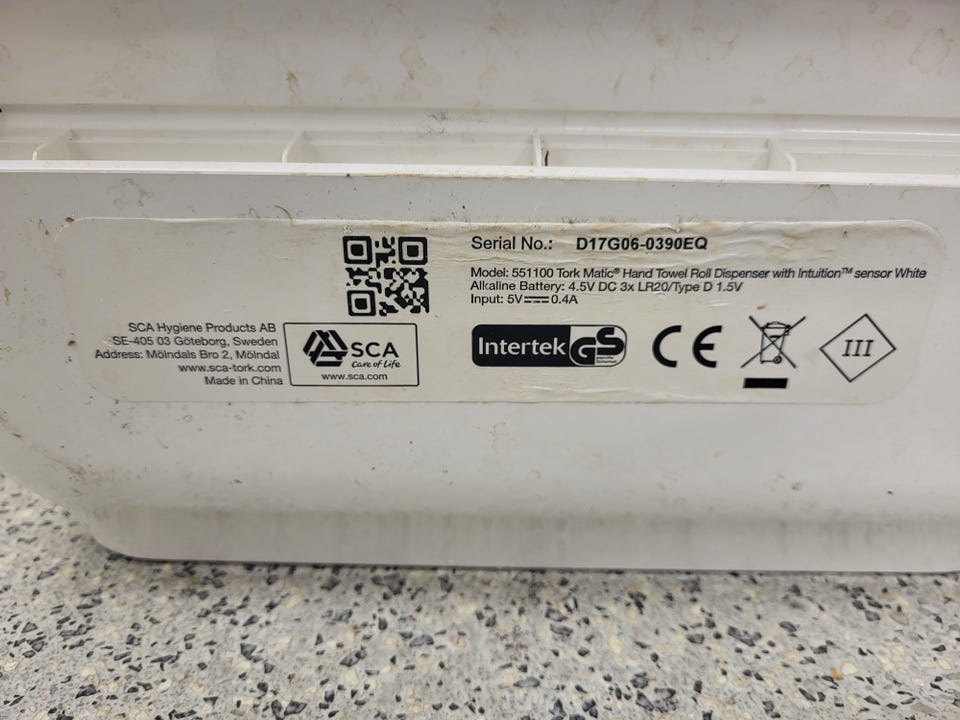 Serial No.: D17G06-0390EQ
Model: 551100 Tork Matic® Hand Towel Roll Dispenser with Intuition™ sensor White
Alkaline Battery: 4.5V DC 3x LR20/Type D 1.5V
Input: 5V⎓0.4A
SCA Hygiene Products AB
SE-405 03 Göteborg, Sweden
Address: Mölndals Bro 2, Mölndal
www.sca-tork.com
Made in China
SCA
Care of Life
www.sca.com
Intertek GS
geprüfte
Sicherheit
CE
III